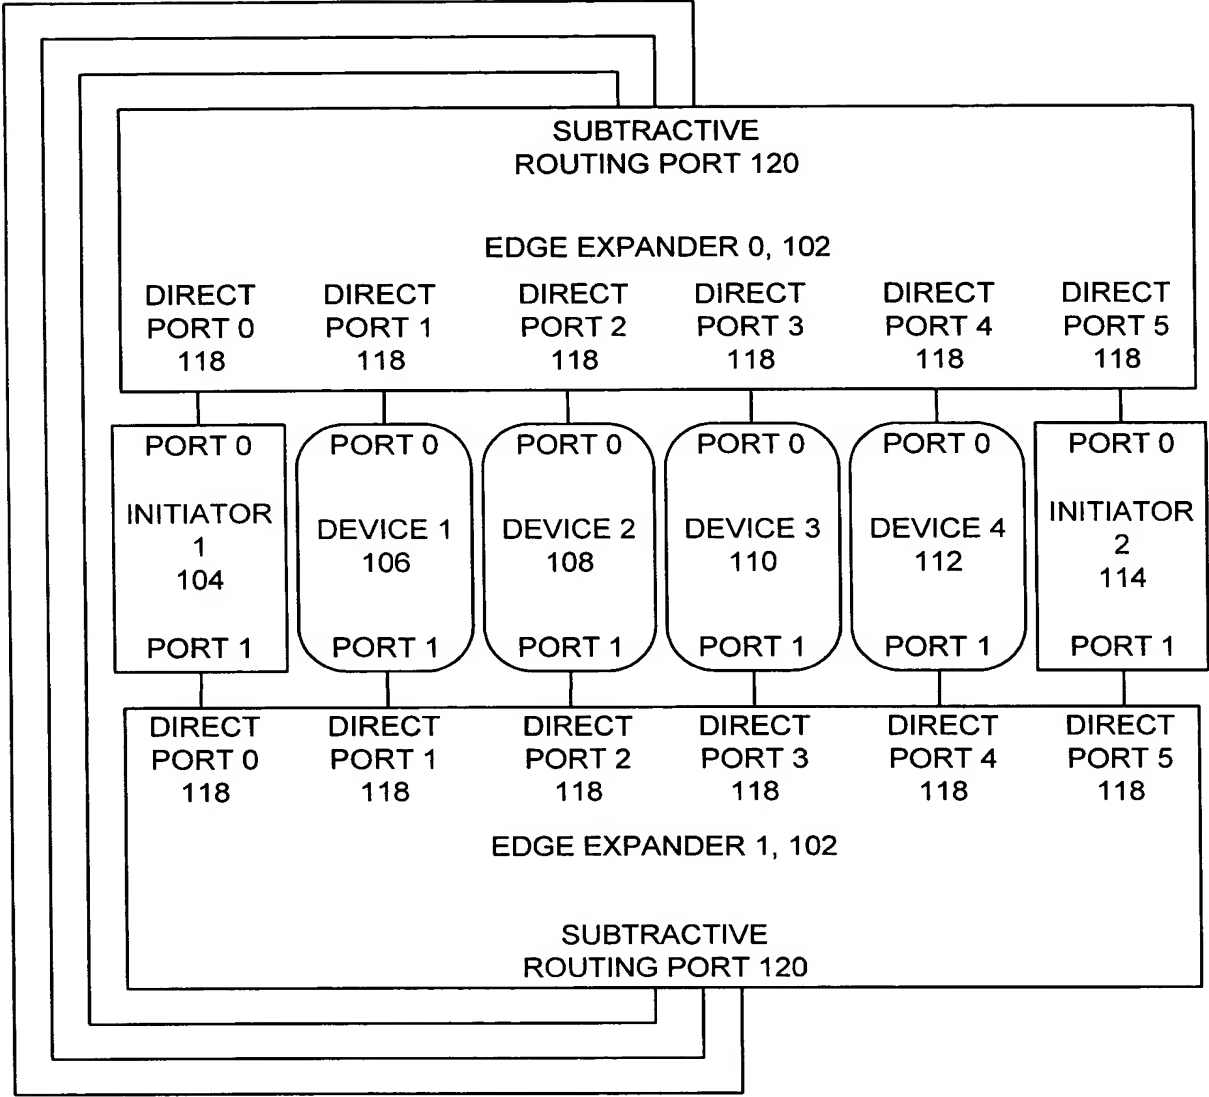 SUBTRACTIVE
ROUTING PORT 120
EDGE EXPANDER 0, 102
DIRECT DIRECT DIRECT DIRECT DIRECT DIRECT
PORT 0 PORT 1 PORT 2 PORT 3 PORT 4 PORT 5
118 118 118 118 118 118
PORT 0 PORT 0 PORT 0 PORT 0 PORT 0 PORT 0
INITIATOR
1
104
DEVICE 1
106
DEVICE 2
108
DEVICE 3
110
DEVICE 4
112
INITIATOR
2
114
PORT 1 PORT 1 PORT 1 PORT 1 PORT 1 PORT 1
DIRECT DIRECT DIRECT DIRECT DIRECT DIRECT
PORT 0 PORT 1 PORT 2 PORT 3 PORT 4 PORT 5
118 118 118 118 118 118
EDGE EXPANDER 1, 102
SUBTRACTIVE
ROUTING PORT 120